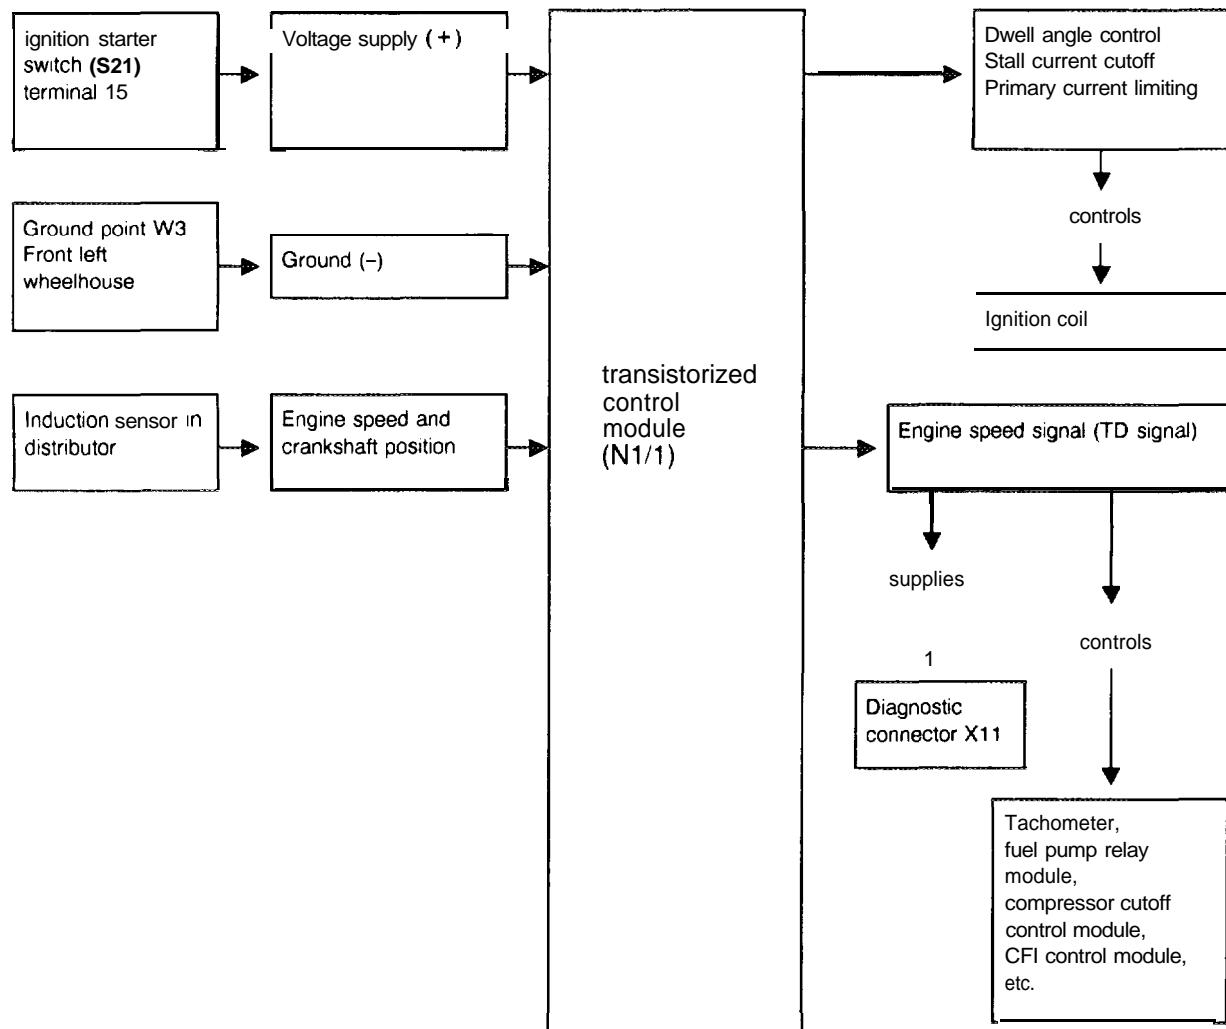 ignition starter
switch (S21)
terminal 15
Voltage supply (+)
Dwell angle control
Stall current cutoff
Primary current limiting
controls
Ignition coil
Ground point W3
Front left
wheelhouse
Ground (–)
Induction sensor in
distributor
Engine speed and
crankshaft position
transistorized
control
module
(N1/1)
Engine speed signal (TD signal)
supplies
1
Diagnostic
connector X11
controls
Tachometer,
fuel pump relay
module,
compressor cutoff
control module,
CFI control module,
etc.